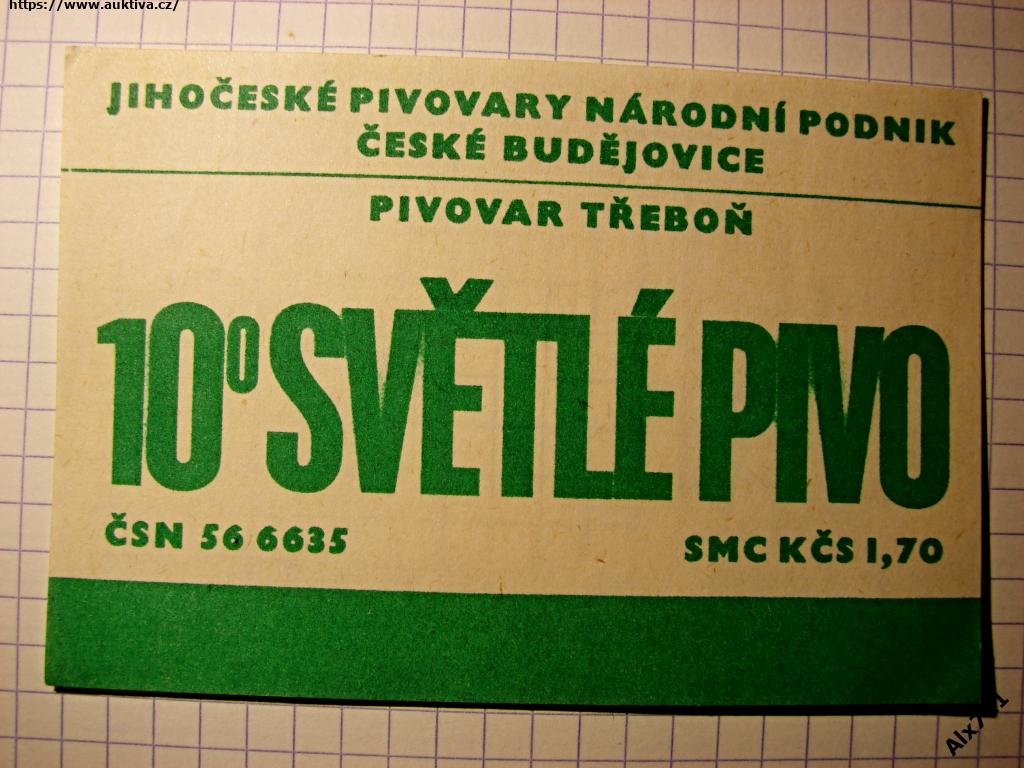 https://www.auktiva.cz/
JIHOČESKÉ PIVOVARY NÁRODNÍ PODNIK
ČESKÉ BUDĚJOVICE
PIVOVAR TŘEBOŇ
10° SVĚTLÉ PIVO
ČSN 56 6635
SMC KČS 1,70